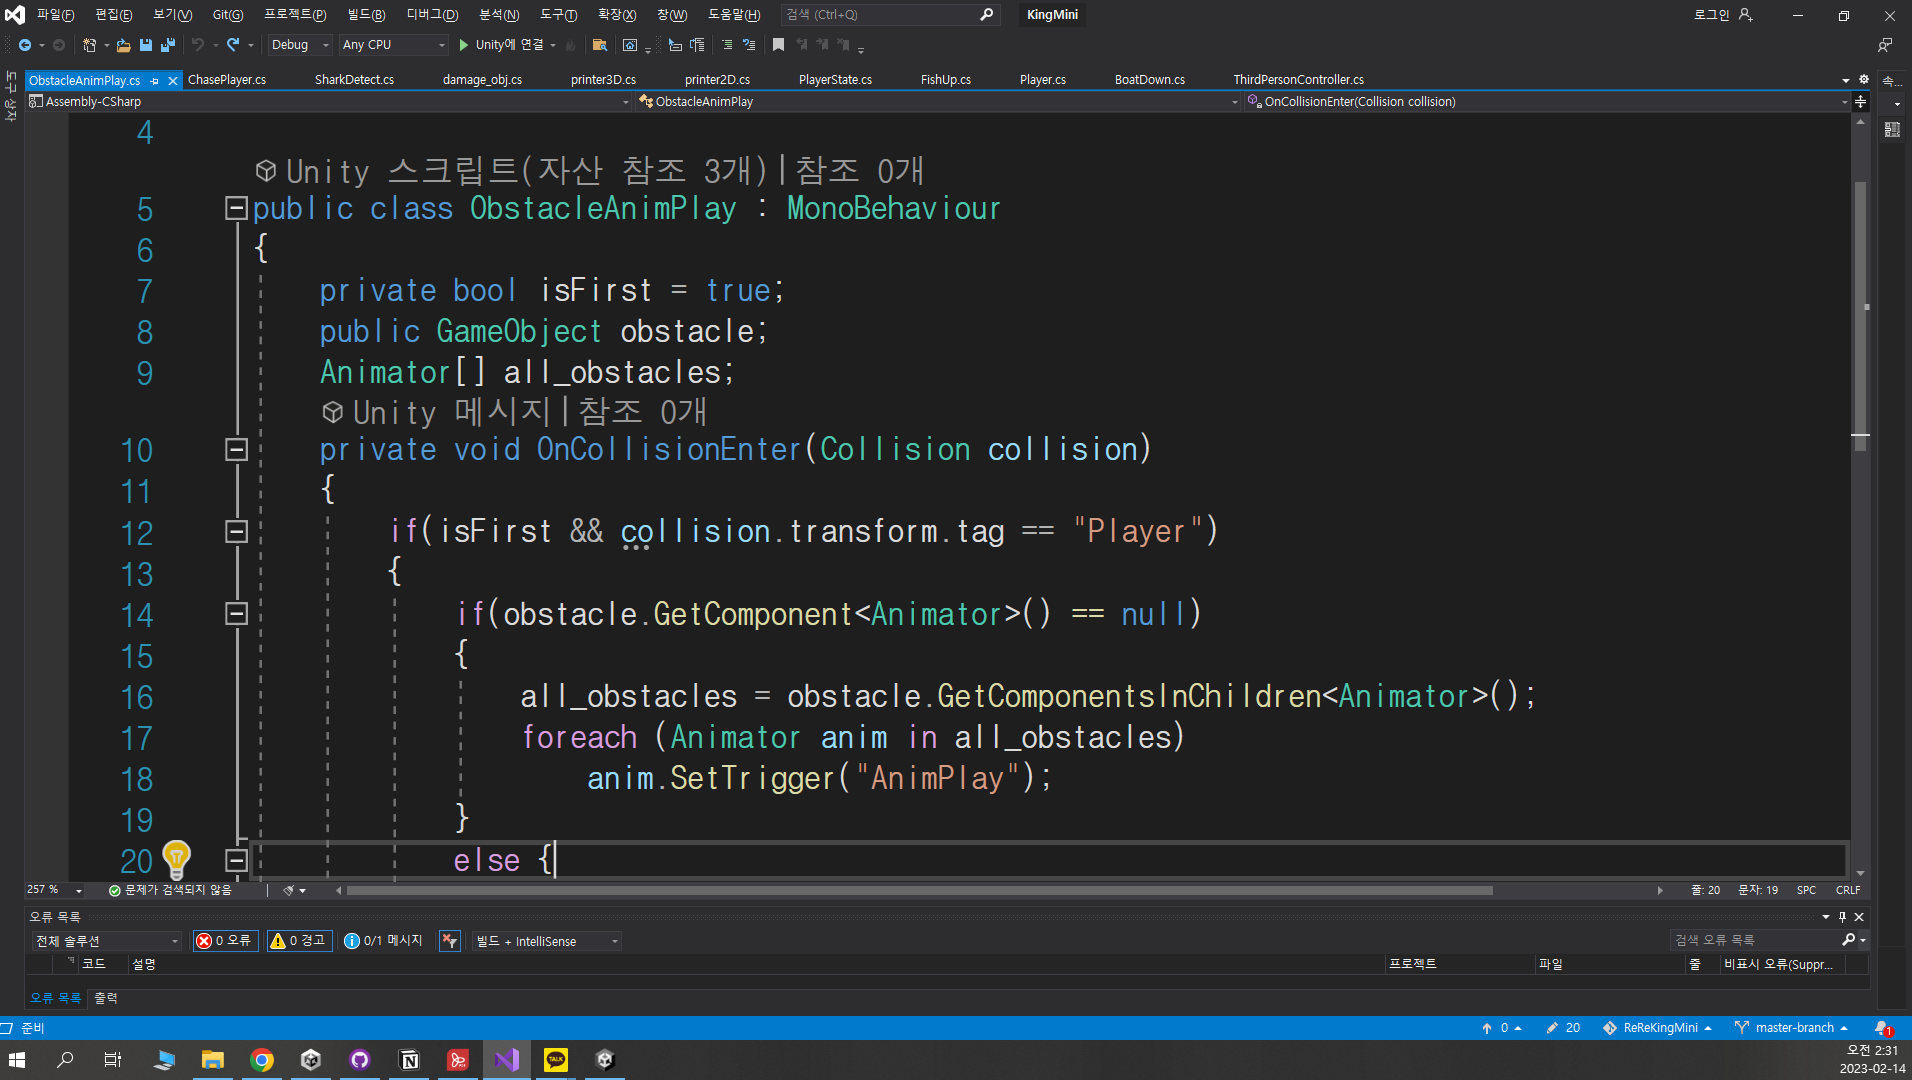 파일(F) 편집(E) 보기(V) Git(G) 프로젝트(P) 빌드(B) 디버그(D) 분석(N) 도구(T) 확장(X) 창(W) 도움말(H) 검색 (Ctrl+Q) KingMini 로그인
Debug Any CPU Unity에 연결
ObstacleAnimPlay.cs ChasePlayer.cs SharkDetect.cs damage_obj.cs printer3D.cs printer2D.cs PlayerState.cs FishUp.cs Player.cs BoatDown.cs ThirdPersonController.cs 속...
도구 상자
Assembly-CSharp ObstacleAnimPlay OnCollisionEnter(Collision collision)
4
Unity 스크립트(자산 참조 3개)|참조 0개
5 public class ObstacleAnimPlay : MonoBehaviour
6 {
7 private bool isFirst = true;
8 public GameObject obstacle;
9 Animator[] all_obstacles;
Unity 메시지|참조 0개
10 private void OnCollisionEnter(Collision collision)
11 {
12 if(isFirst && collision.transform.tag == "Player")
13 {
14 if(obstacle.GetComponent<Animator>() == null)
15 {
16 all_obstacles = obstacle.GetComponentsInChildren<Animator>();
17 foreach (Animator anim in all_obstacles)
18 anim.SetTrigger("AnimPlay");
19 }
20 else {
257 % 문제가 검색되지 않음 줄: 20 문자: 19 SPC CRLF
오류 목록
전체 솔루션 0 오류 0 경고 0/1 메시지 빌드 + IntelliSense 검색 오류 목록
코드 설명 프로젝트 파일 줄 비표시 오류(Suppr...
오류 목록 출력
준비 0 20 ReReKingMini master-branch 1
TALK
오전 2:31
2023-02-14